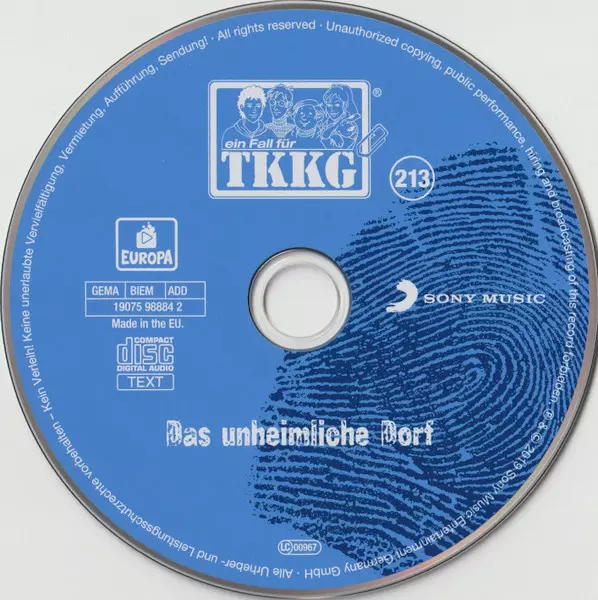 ein Fall für
TKKG
®
213
EUROPA
GEMA BIEM ADD
19075 98884 2
Made in the EU.
COMPACT
disc
DIGITAL AUDIO
TEXT
SONY MUSIC
Das unheimliche Dorf
LC 00967
℗ & © 2019 Sony Music Entertainment Germany GmbH · Alle Urheber- und Leistungsschutzrechte vorbehalten – Kein Verleih! Keine unerlaubte Vervielfältigung, Vermietung, Aufführung, Sendung! · All rights reserved · Unauthorized copying, public performance, hiring and broadcasting of this record forbidden.